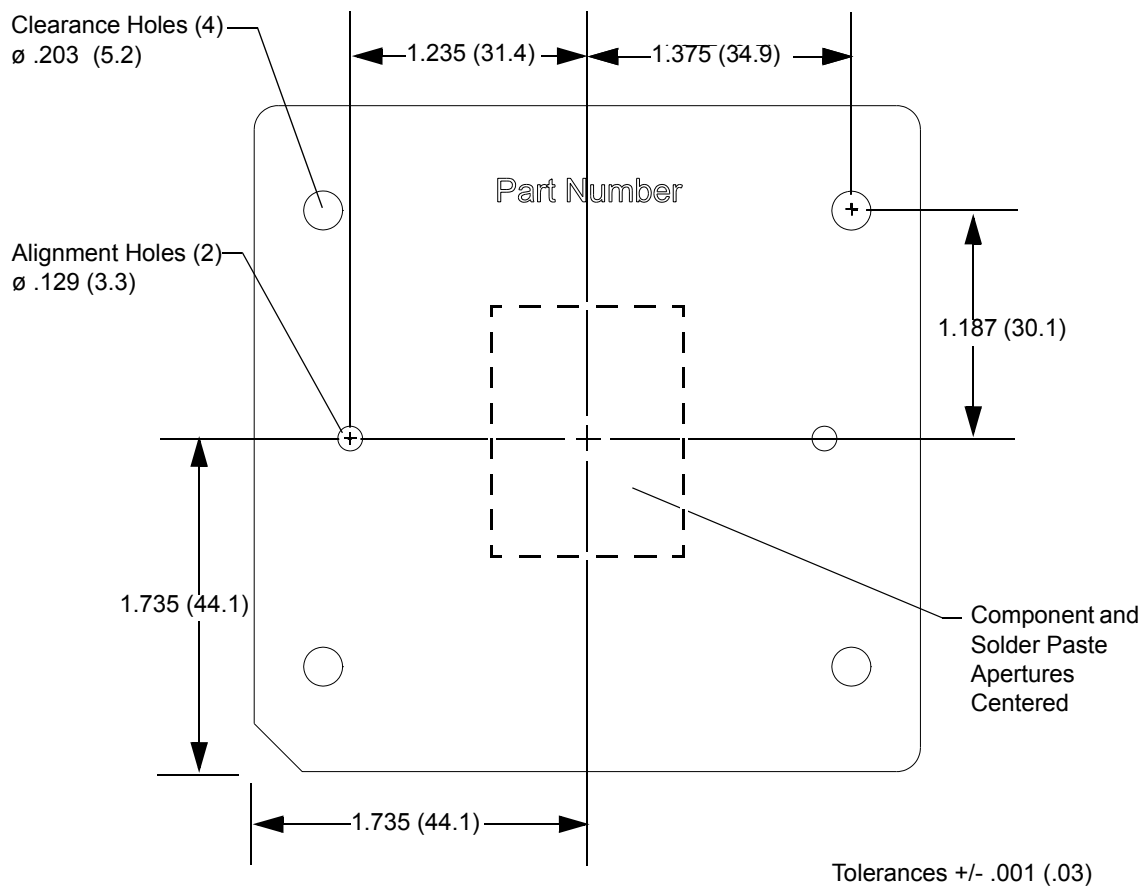 Clearance Holes (4)
ø .203 (5.2)
1.235 (31.4)
1.375 (34.9)
Part Number
Alignment Holes (2)
ø .129 (3.3)
1.187 (30.1)
1.735 (44.1)
Component and
Solder Paste
Apertures
Centered
1.735 (44.1)
Tolerances +/- .001 (.03)